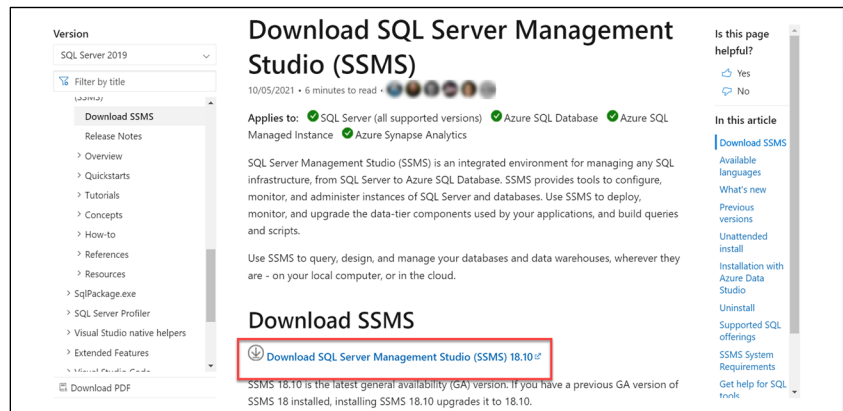 Version
SQL Server 2019
Filter by title
(SSMS)
Download SSMS
Release Notes
Overview
Quickstarts
Tutorials
Concepts
How-to
References
Resources
SqlPackage.exe
SQL Server Profiler
Visual Studio native helpers
Extended Features
Visual Studio Code
Download PDF
Download SQL Server Management
Studio (SSMS)
10/05/2021 • 6 minutes to read •
Applies to: SQL Server (all supported versions) Azure SQL Database Azure SQL
Managed Instance Azure Synapse Analytics
SQL Server Management Studio (SSMS) is an integrated environment for managing any SQL
infrastructure, from SQL Server to Azure SQL Database. SSMS provides tools to configure,
monitor, and administer instances of SQL Server and databases. Use SSMS to deploy,
monitor, and upgrade the data-tier components used by your applications, and build queries
and scripts.
Use SSMS to query, design, and manage your databases and data warehouses, wherever they
are - on your local computer, or in the cloud.
Download SSMS
Download SQL Server Management Studio (SSMS) 18.10
SSMS 18.10 is the latest general availability (GA) version. If you have a previous GA version of
SSMS 18 installed, installing SSMS 18.10 upgrades it to 18.10.
Is this page
helpful?
Yes
No
In this article
Download SSMS
Available
languages
What's new
Previous
versions
Unattended
install
Installation with
Azure Data
Studio
Uninstall
Supported SQL
offerings
SSMS System
Requirements
Get help for SQL
tools